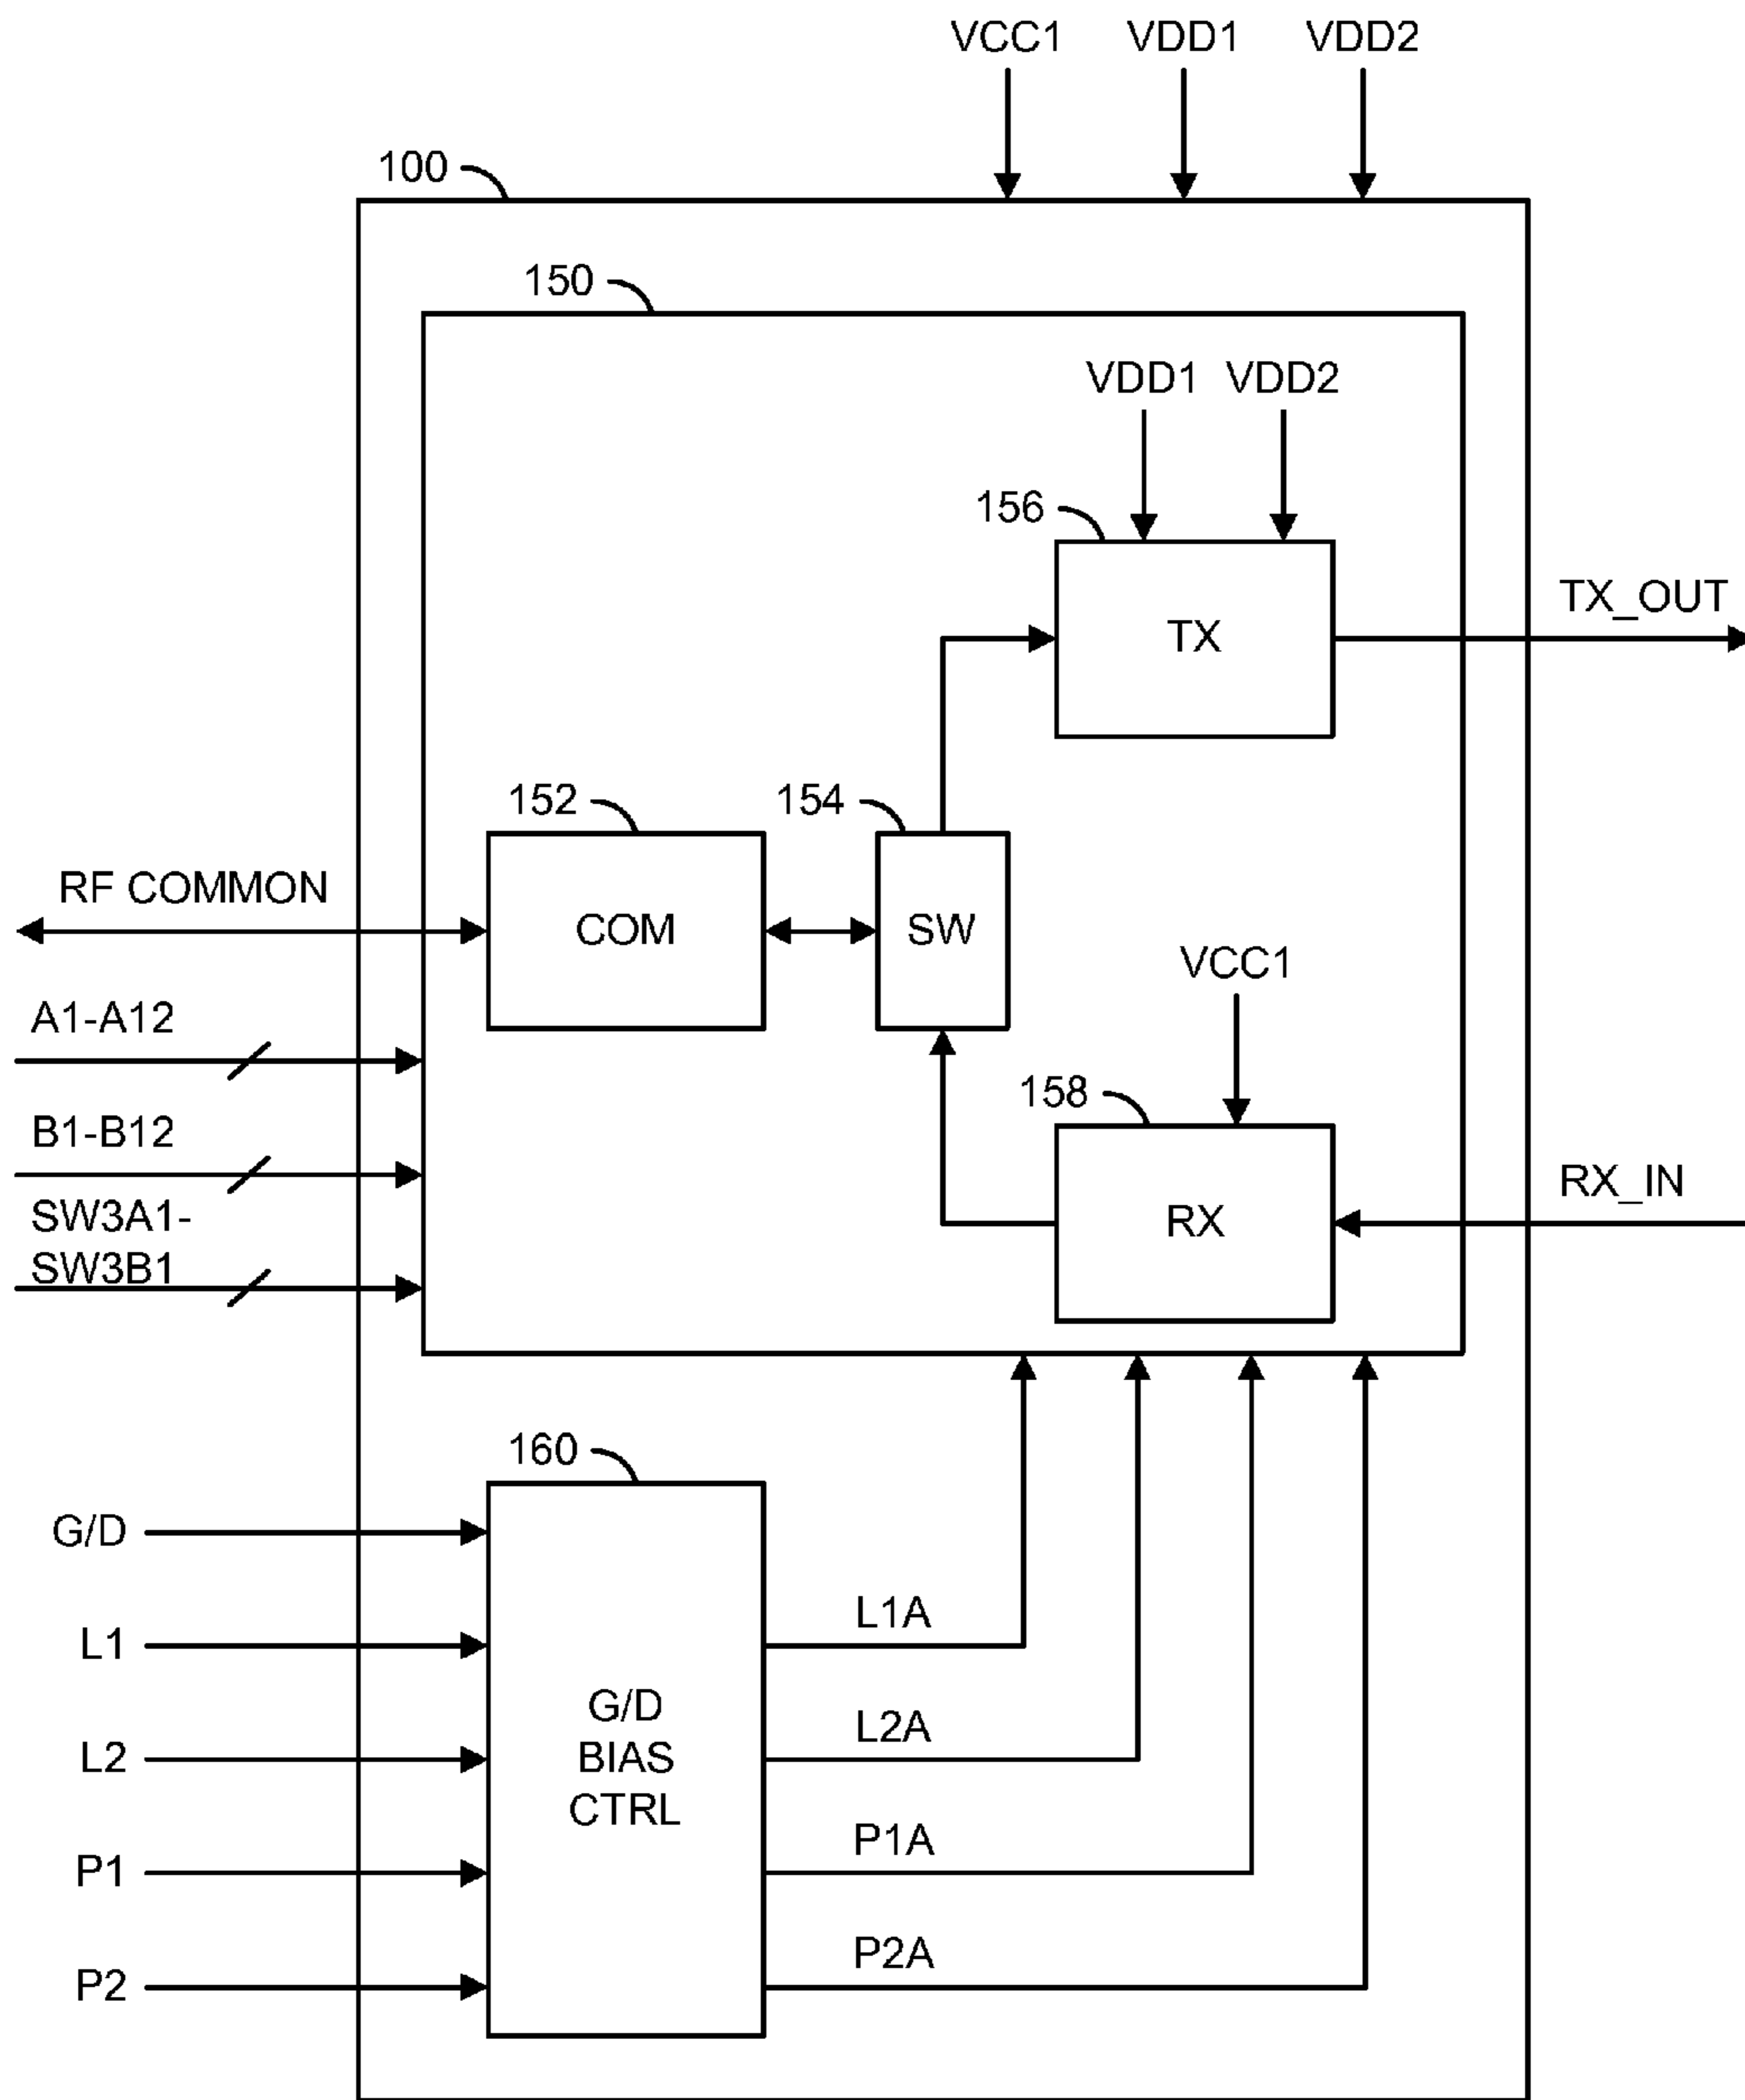 VCC1 VDD1 VDD2
100
150
VDD1 VDD2
156
TX_OUT
TX
152 154
RF COMMON
COM
SW
VCC1
A1-A12
158
B1-B12
RX_IN
SW3A1-
SW3B1
RX
160
G/D
L1
L1A
G/D
BIAS
CTRL
L2
L2A
P1
P1A
P2
P2A